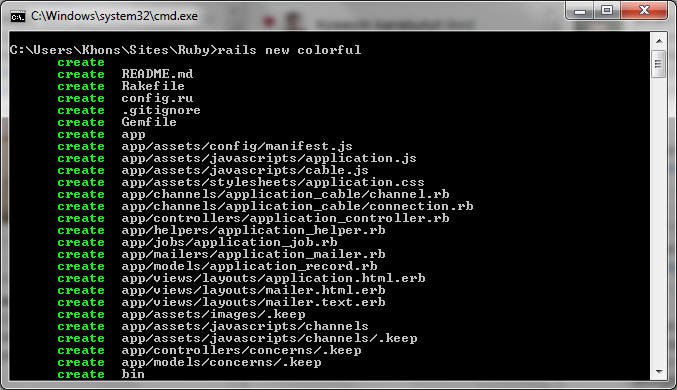 C:\Windows\system32\cmd.exe
C:\Users\Khons\Sites\Ruby>rails new colorful
create
create README.md
create Rakefile
create config.ru
create .gitignore
create Gemfile
create app
create app/assets/config/manifest.js
create app/assets/javascripts/application.js
create app/assets/javascripts/cable.js
create app/assets/stylesheets/application.css
create app/channels/application_cable/channel.rb
create app/channels/application_cable/connection.rb
create app/controllers/application_controller.rb
create app/helpers/application_helper.rb
create app/jobs/application_job.rb
create app/mailers/application_mailer.rb
create app/models/application_record.rb
create app/views/layouts/application.html.erb
create app/views/layouts/mailer.html.erb
create app/views/layouts/mailer.text.erb
create app/assets/images/.keep
create app/assets/javascripts/channels
create app/assets/javascripts/channels/.keep
create app/controllers/concerns/.keep
create app/models/concerns/.keep
create bin